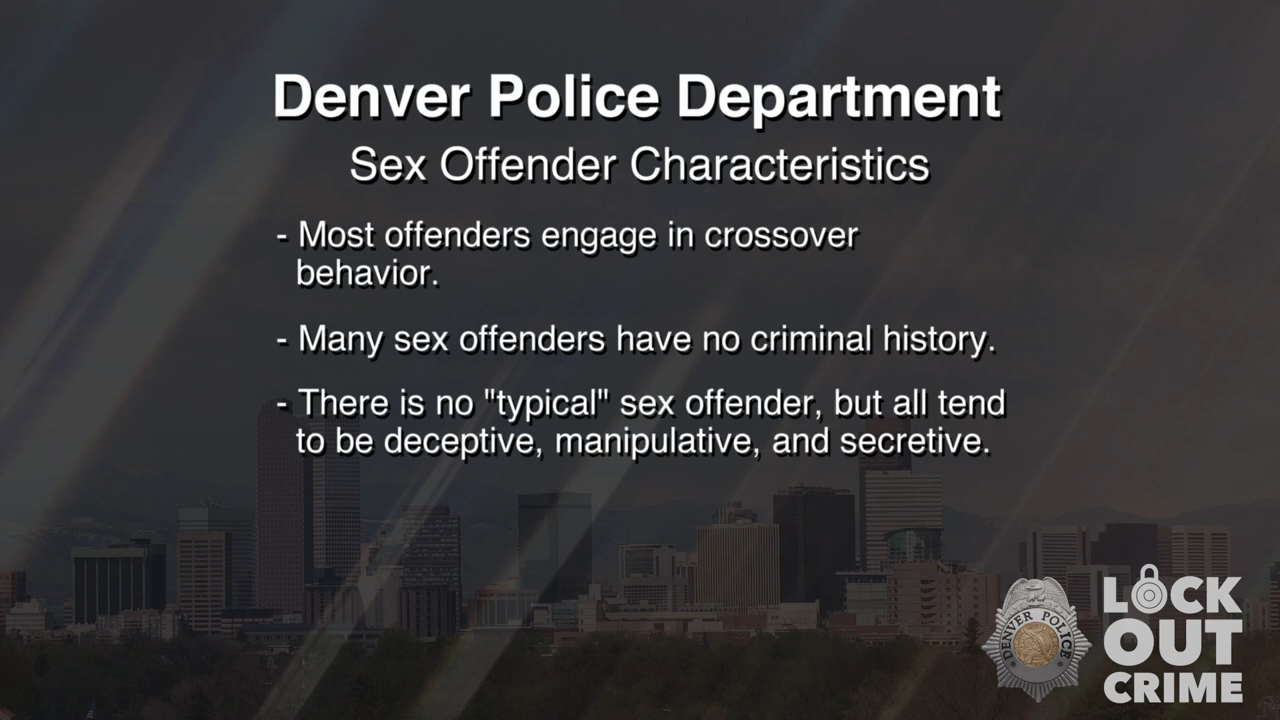 Denver Police Department
Sex Offender Characteristics
- Most offenders engage in crossover
behavior.
- Many sex offenders have no criminal history.
- There is no "typical" sex offender, but all tend
to be deceptive, manipulative, and secretive.
DENVER POLICE
LOCK
OUT
CRIME